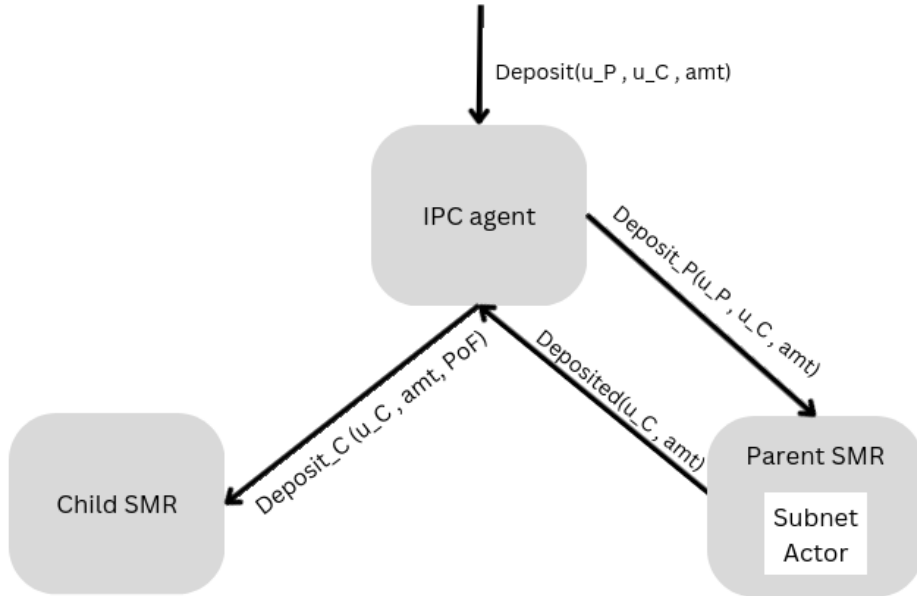 Deposit(u_P , u_C , amt)
IPC agent
Deposit_P(u_P , u_C , amt)
Deposited(u_C , amt)
Deposit_C (u_C , amt, PoF)
Child SMR
Parent SMR
Subnet
Actor